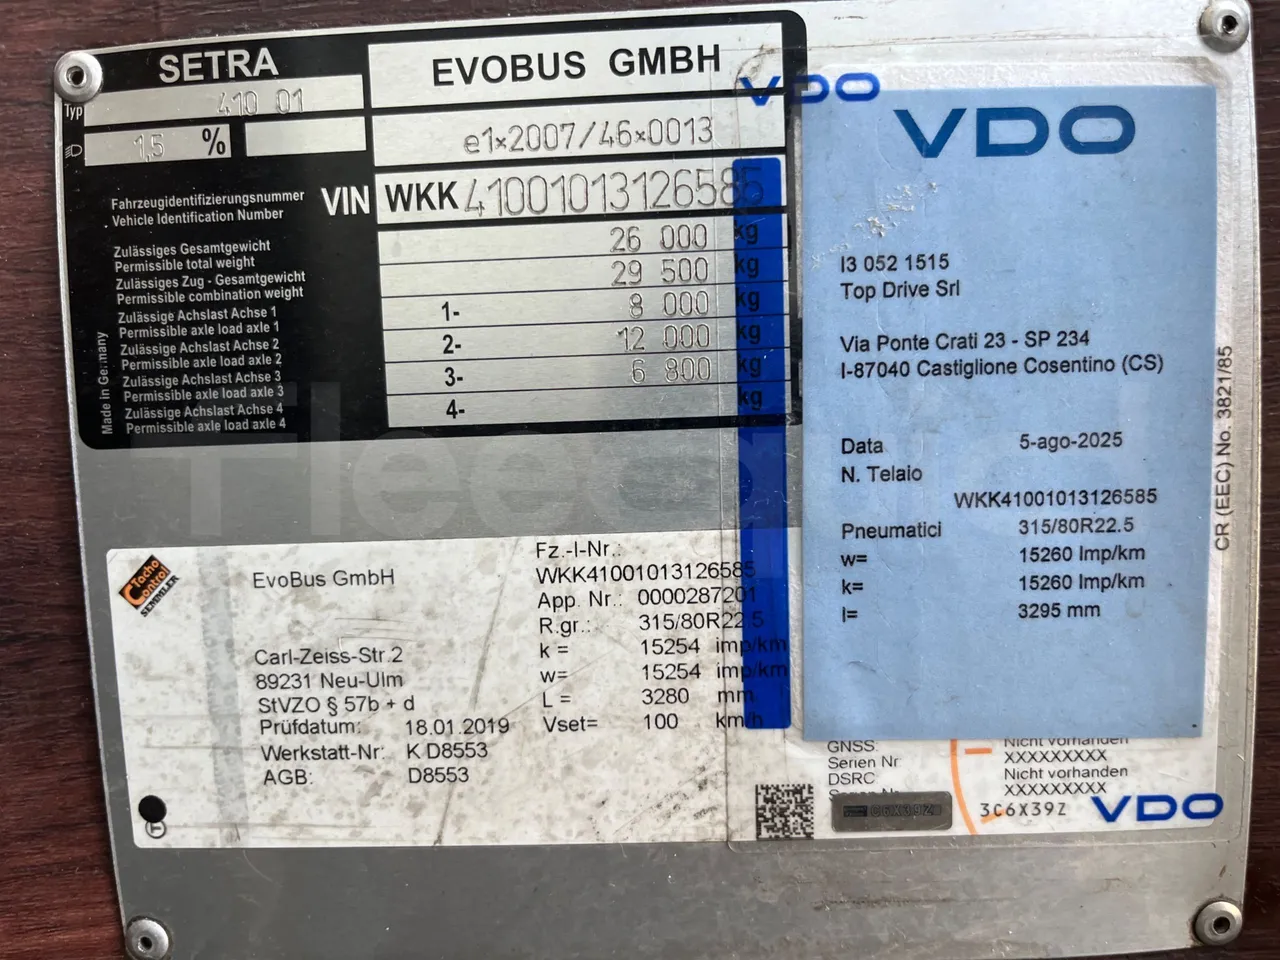 SETRA
EVOBUS GMBH
Typ
410 01
1,5 %
e1*2007/46*0013
Fahrzeugidentifizierungsnummer
Vehicle Identification Number
VIN WKK41001013126585
Zulässiges Gesamtgewicht
Permissible total weight
26 000 kg
Zulässiges Zug - Gesamtgewicht
Permissible combination weight
29 500 kg
Zulässige Achslast Achse 1
Permissible axle load axle 1
1- 8 000 kg
Zulässige Achslast Achse 2
Permissible axle load axle 2
2- 12 000 kg
Zulässige Achslast Achse 3
Permissible axle load axle 3
3- 6 800 kg
Zulässige Achslast Achse 4
Permissible axle load axle 4
4- kg
Made in Germany
Tacho
Control
SEMMLER
EvoBus GmbH
Carl-Zeiss-Str.2
89231 Neu-Ulm
StVZO § 57b + d
Prüfdatum: 18.01.2019
Werkstatt-Nr: K D8553
AGB: D8553
Fz.-I-Nr.:
WKK41001013126585
App. Nr.: 0000287201
R.gr.: 315/80R22.5
k = 15254 imp/km
w= 15254 imp/km
L = 3280 mm
Vset= 100 km/h
VDO
VDO
I3 052 1515
Top Drive Srl
Via Ponte Crati 23 - SP 234
I-87040 Castiglione Cosentino (CS)
Data 5-ago-2025
N. Telaio
WKK41001013126585
Pneumatici 315/80R22.5
w= 15260 Imp/km
k= 15260 Imp/km
l= 3295 mm
CR (EEC) No. 3821/85
GNSS: Nicht vorhanden
Serien Nr XXXXXXXXX
DSRC Nicht vorhanden
XXXXXXXXX
C6X39Z
3C6X39Z
VDO